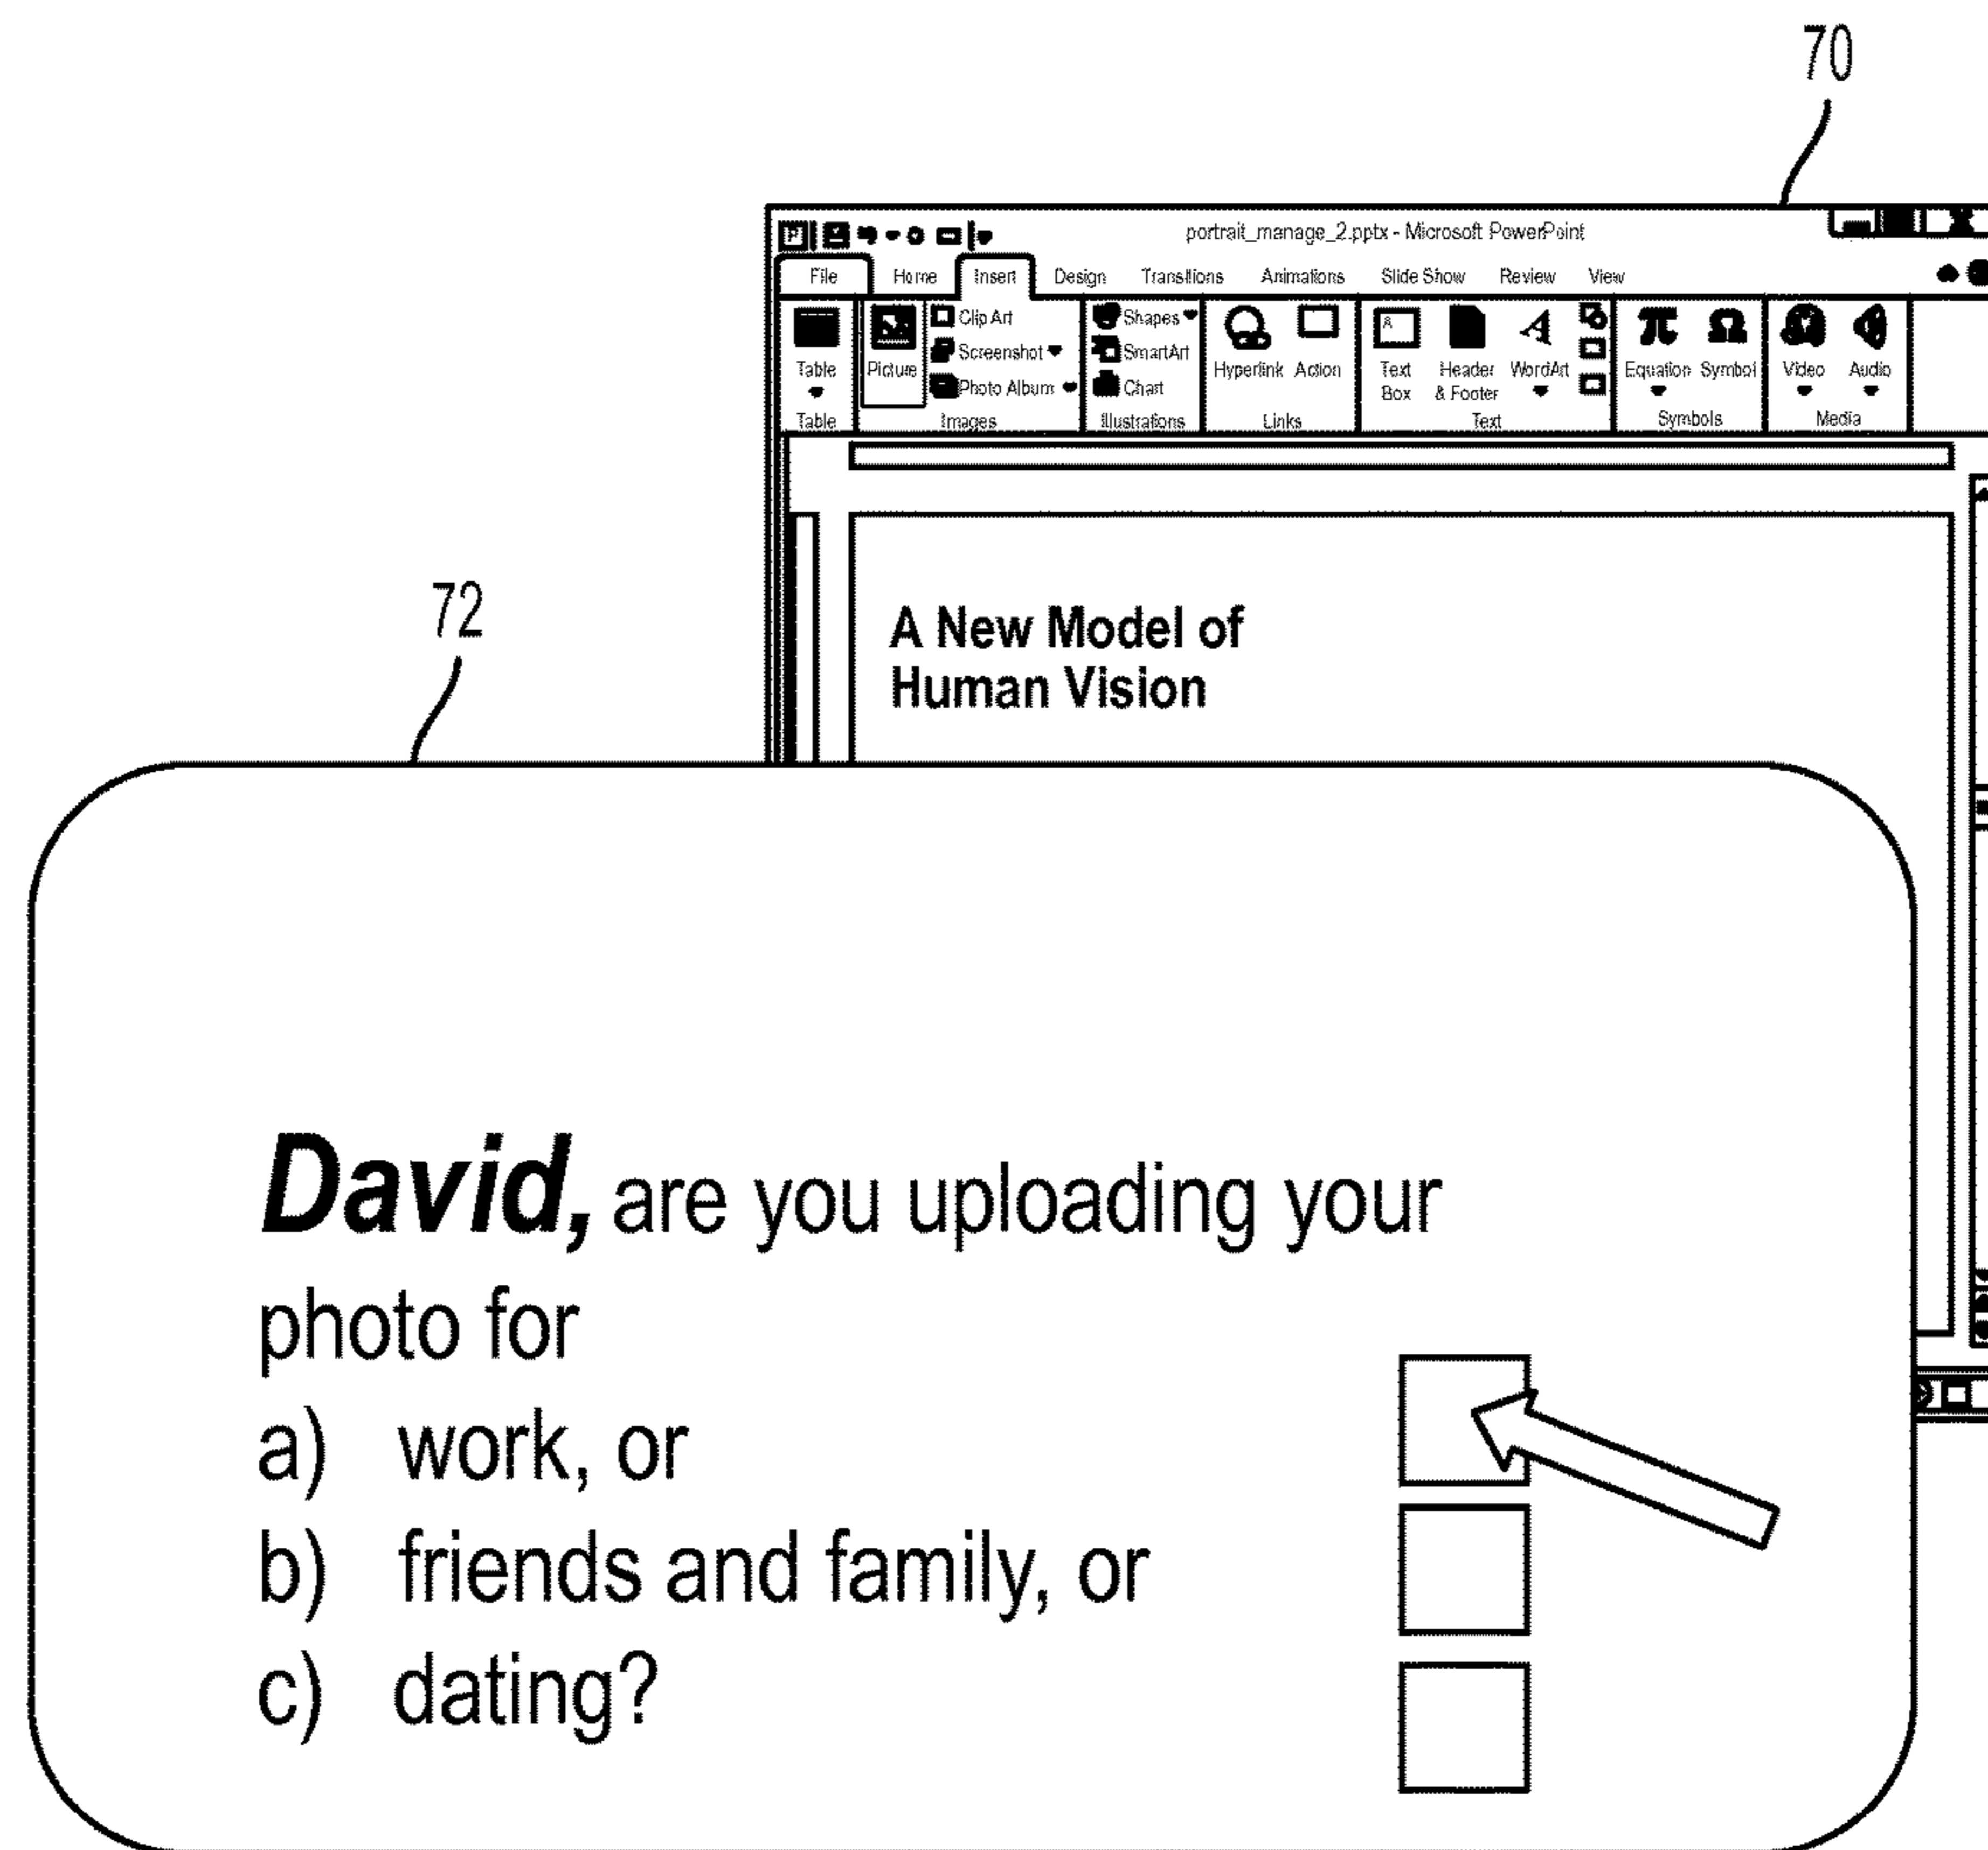 70
portrait_manage_2.pptx - Microsoft PowerPoint
File Home Insert Design Transitions Animations Slide Show Review View
Table Picture Clip Art Screenshot Photo Album Shapes SmartArt Chart Hyperlink Action Text Box Header & Footer WordArt Equation Symbol Video Audio
Table Images Illustrations Links Text Symbols Media
A New Model of
Human Vision
72
David, are you uploading your
photo for
a) work, or
b) friends and family, or
c) dating?